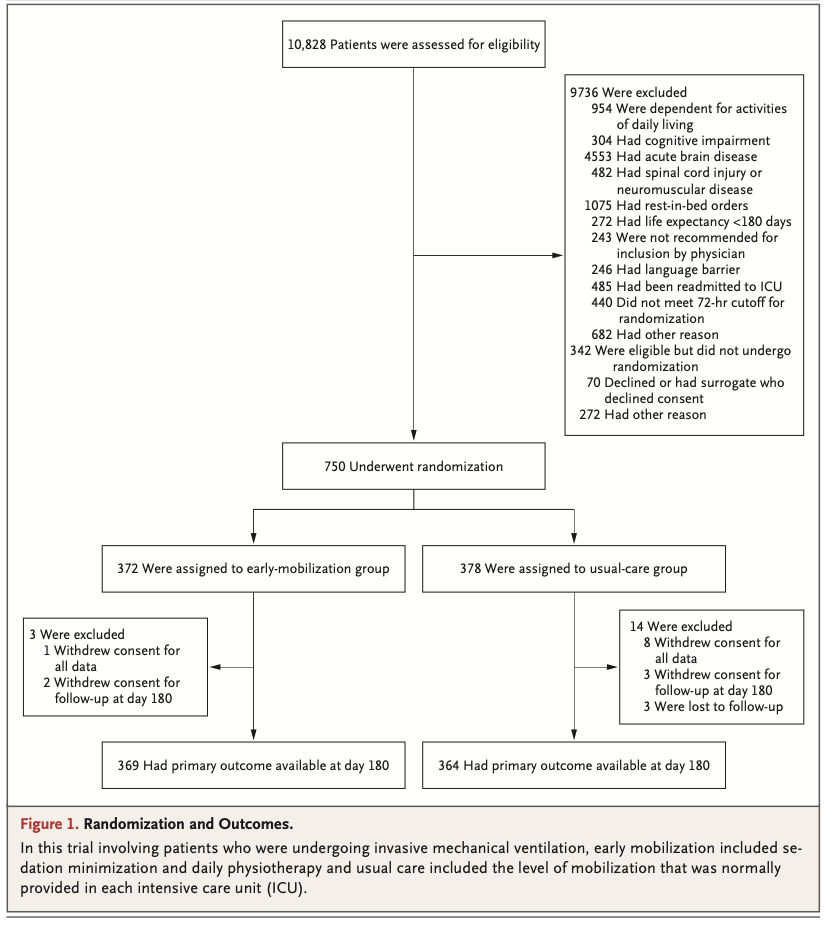 10,828 Patients were assessed for eligibility
9736 Were excluded
954 Were dependent for activities
of daily living
304 Had cognitive impairment
4553 Had acute brain disease
482 Had spinal cord injury or
neuromuscular disease
1075 Had rest-in-bed orders
272 Had life expectancy <180 days
243 Were not recommended for
inclusion by physician
246 Had language barrier
485 Had been readmitted to ICU
440 Did not meet 72-hr cutoff for
randomization
682 Had other reason
342 Were eligible but did not undergo
randomization
70 Declined or had surrogate who
declined consent
272 Had other reason
750 Underwent randomization
372 Were assigned to early-mobilization group
378 Were assigned to usual-care group
3 Were excluded
1 Withdrew consent for
all data
2 Withdrew consent for
follow-up at day 180
14 Were excluded
8 Withdrew consent for
all data
3 Withdrew consent for
follow-up at day 180
3 Were lost to follow-up
369 Had primary outcome available at day 180
364 Had primary outcome available at day 180
Figure 1. Randomization and Outcomes.
In this trial involving patients who were undergoing invasive mechanical ventilation, early mobilization included se-
dation minimization and daily physiotherapy and usual care included the level of mobilization that was normally
provided in each intensive care unit (ICU).